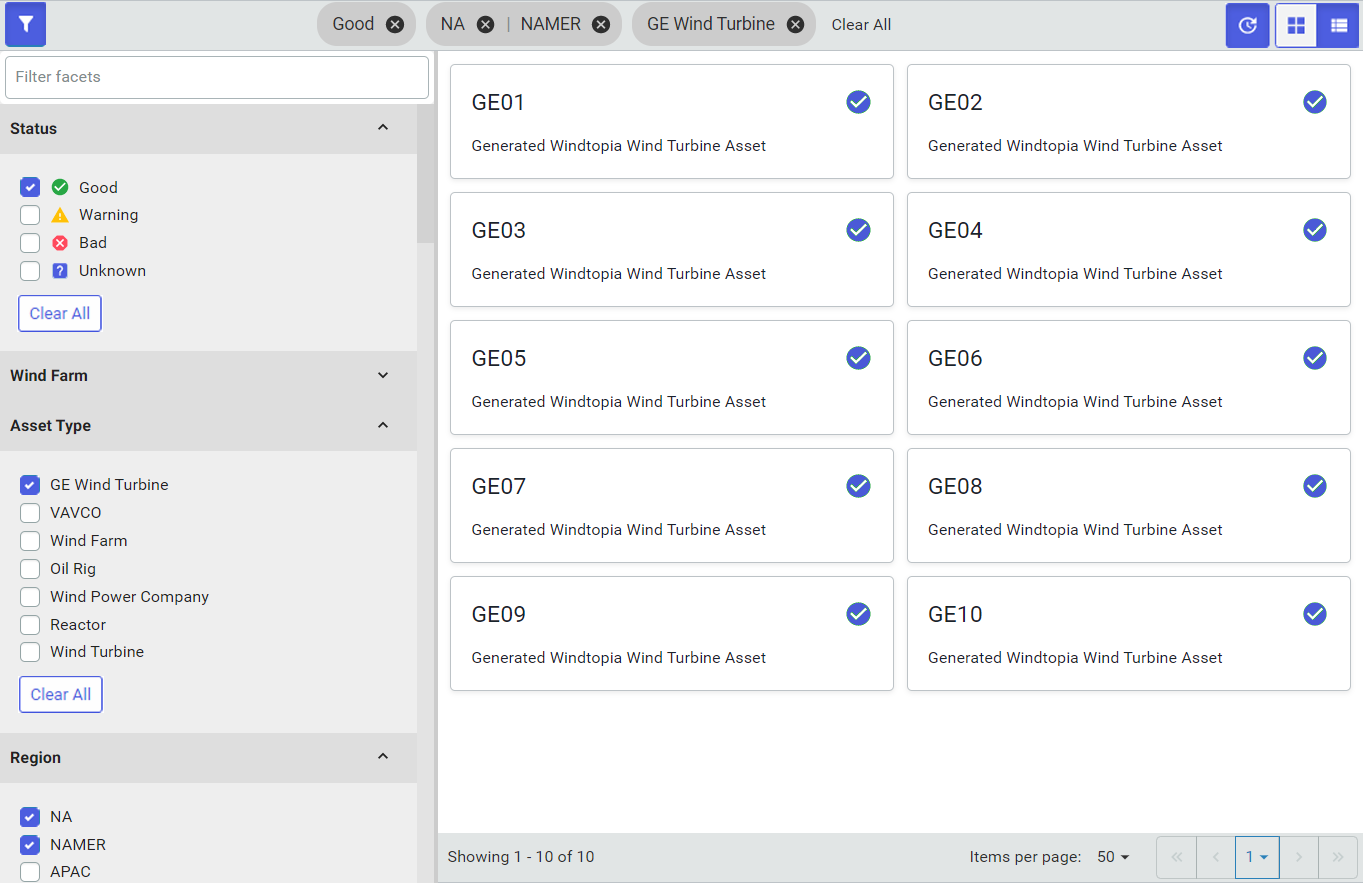 Good NA | NAMER GE Wind Turbine Clear All
Filter facets
Status
Good
Warning
Bad
Unknown
Clear All
Wind Farm
Asset Type
GE Wind Turbine
VAVCO
Wind Farm
Oil Rig
Wind Power Company
Reactor
Wind Turbine
Clear All
Region
NA
NAMER
APAC
GE01
Generated Windtopia Wind Turbine Asset
GE02
Generated Windtopia Wind Turbine Asset
GE03
Generated Windtopia Wind Turbine Asset
GE04
Generated Windtopia Wind Turbine Asset
GE05
Generated Windtopia Wind Turbine Asset
GE06
Generated Windtopia Wind Turbine Asset
GE07
Generated Windtopia Wind Turbine Asset
GE08
Generated Windtopia Wind Turbine Asset
GE09
Generated Windtopia Wind Turbine Asset
GE10
Generated Windtopia Wind Turbine Asset
Showing 1 - 10 of 10
Items per page: 50
« ‹ 1 › »